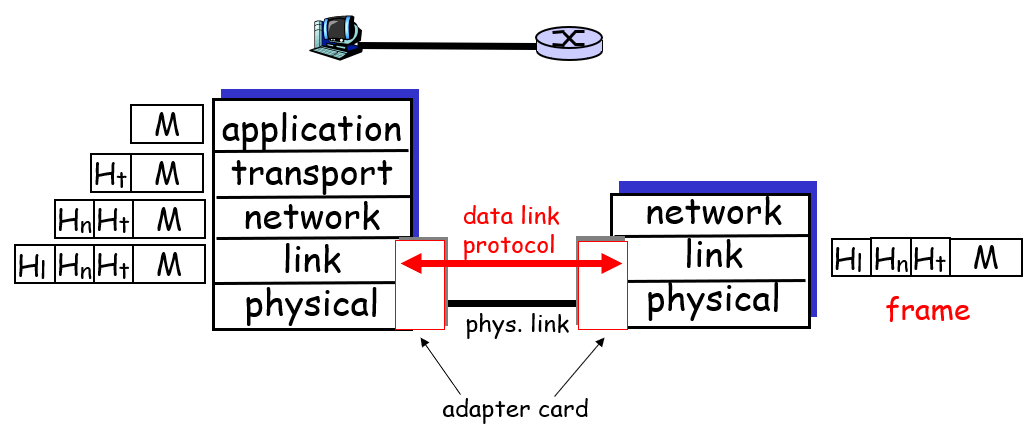 M
application
Ht M
transport
Hn Ht M
network
Hl Hn Ht M
link
physical
data link
protocol
phys. link
adapter card
network
link
physical
Hl Hn Ht M
frame